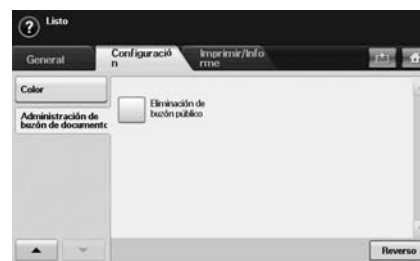 ? Listo
General
Configuració
n
Imprimir/Info
rme
Color
Administración de
buzón de documento
Eliminación de
buzón público
Reverso